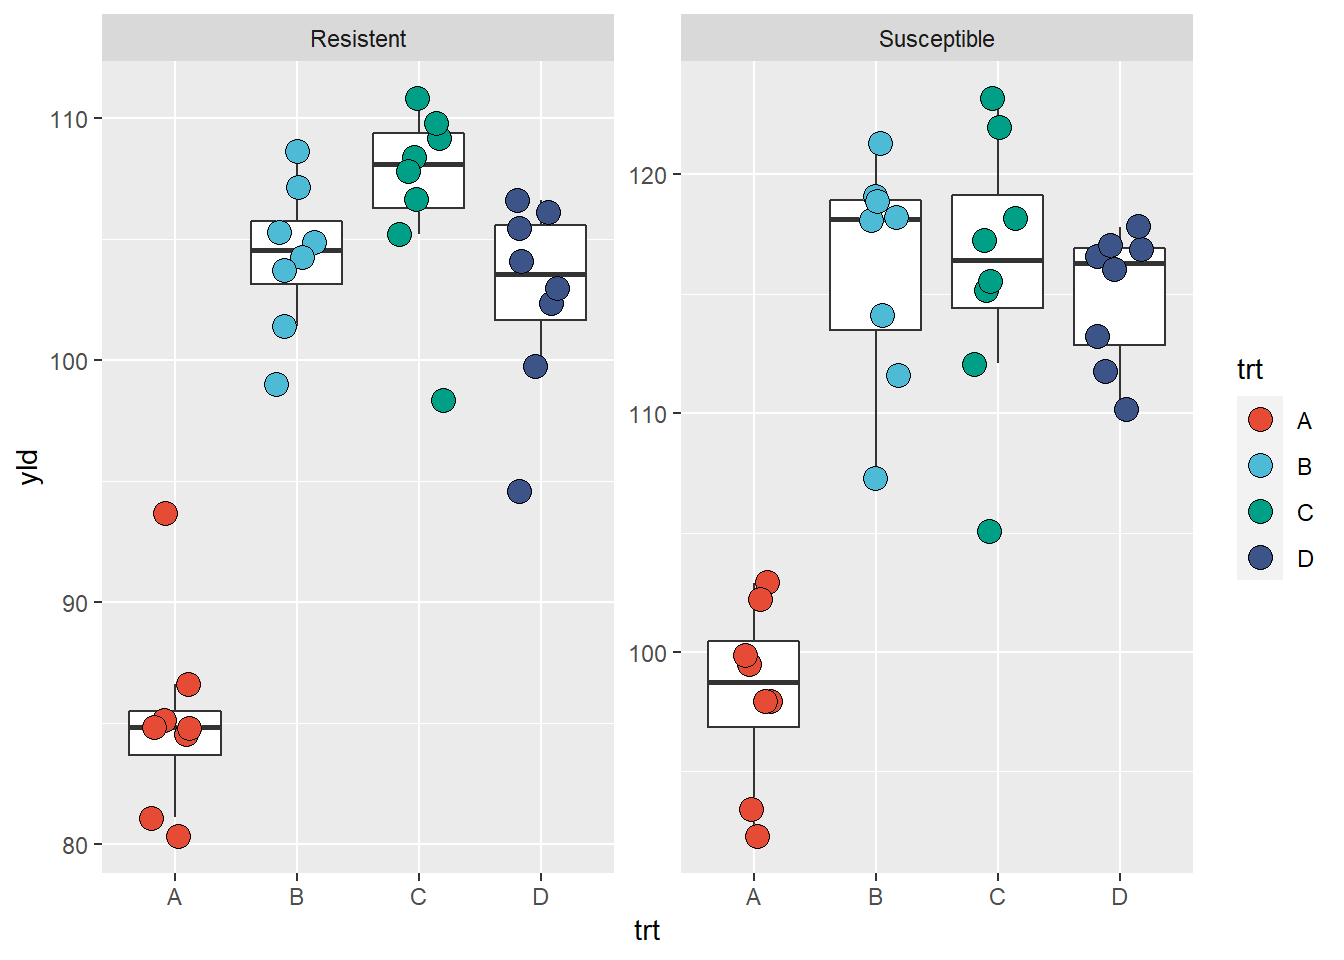 Resistent
Susceptible
110
100
90
80
yld
120
110
100
A B C D
A B C D
trt
trt
A
B
C
D